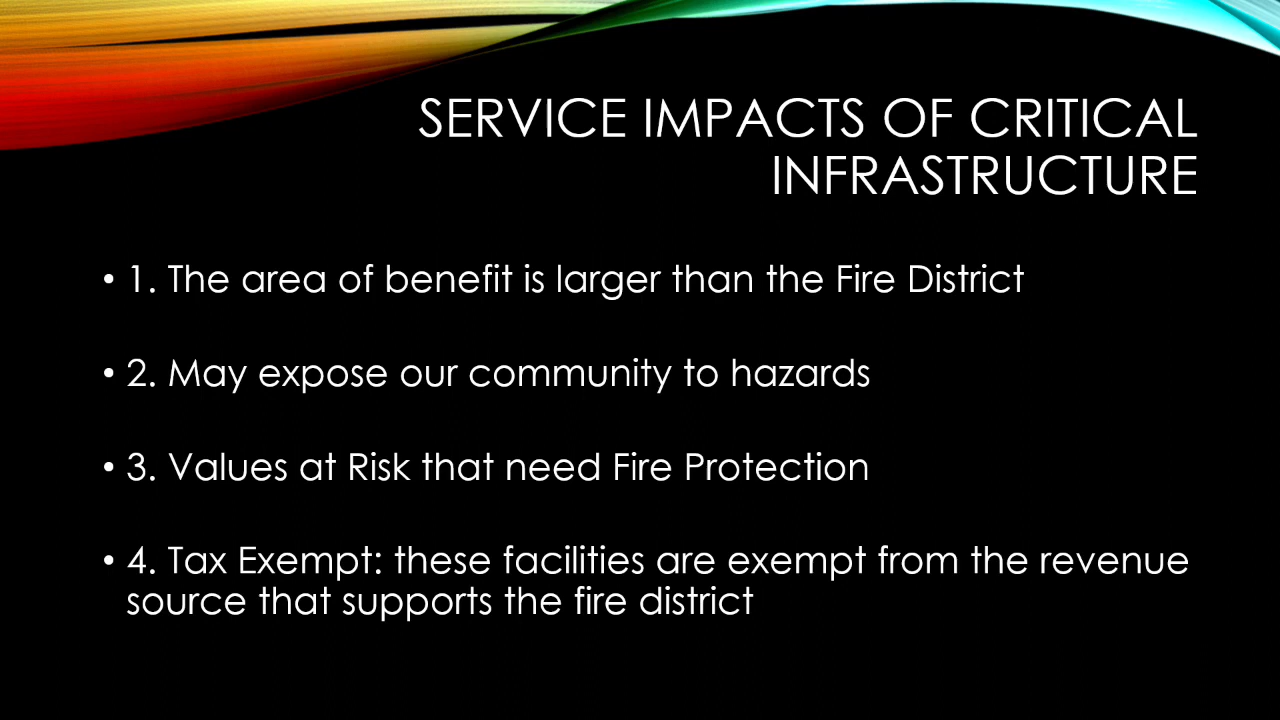 SERVICE IMPACTS OF CRITICAL
INFRASTRUCTURE
• 1. The area of benefit is larger than the Fire District
• 2. May expose our community to hazards
• 3. Values at Risk that need Fire Protection
• 4. Tax Exempt: these facilities are exempt from the revenue
source that supports the fire district